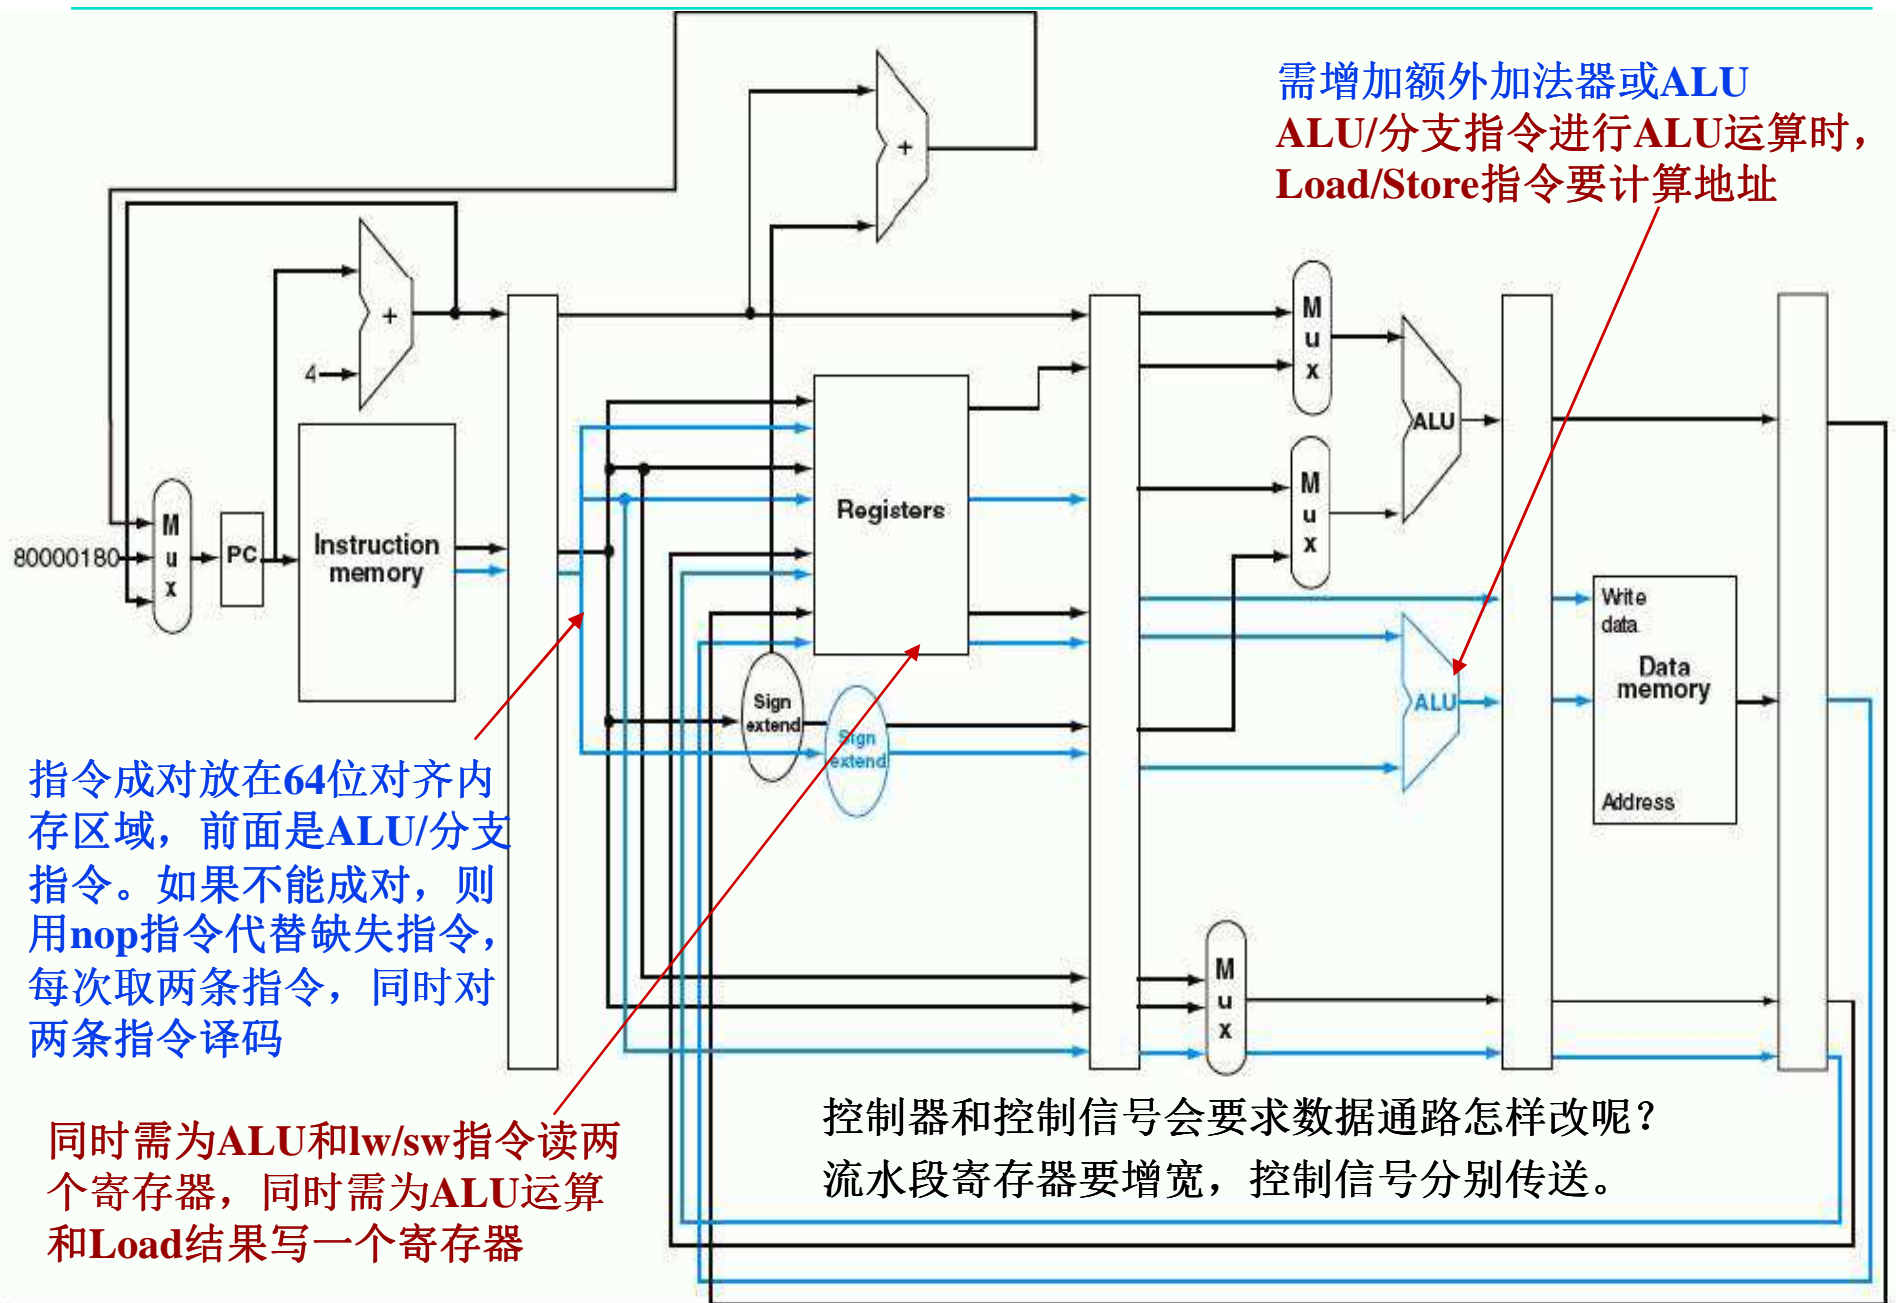 需增加额外加法器或ALU
ALU/分支指令进行ALU运算时，
Load/Store指令要计算地址
+
+
4
M
u
x
M
u
x
ALU
M
u
x
80000180
M
u
x
PC
Instruction
memory
Registers
Write
data
Data
memory
Address
ALU
Sign
extend
Sign
extend
指令成对放在64位对齐内
存区域，前面是ALU/分支
指令。如果不能成对，则
用nop指令代替缺失指令，
每次取两条指令，同时对
两条指令译码
M
u
x
同时需为ALU和lw/sw指令读两
个寄存器，同时需为ALU运算
和Load结果写一个寄存器
控制器和控制信号会要求数据通路怎样改呢？
流水段寄存器要增宽，控制信号分别传送。